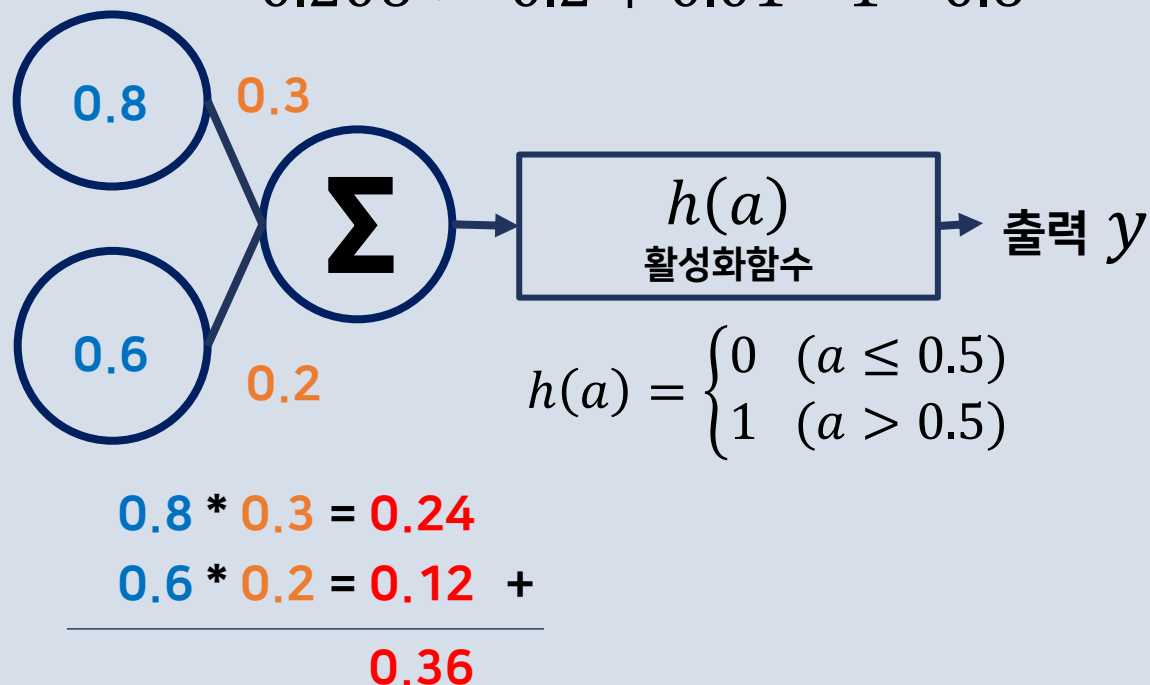 0.8
0.3
Σ
h(a)
활성화함수
출력 y
0.6
0.2
h(a) = {0 (a ≤ 0.5)
1 (a > 0.5)
0.8 * 0.3 = 0.24
0.6 * 0.2 = 0.12 +
0.36